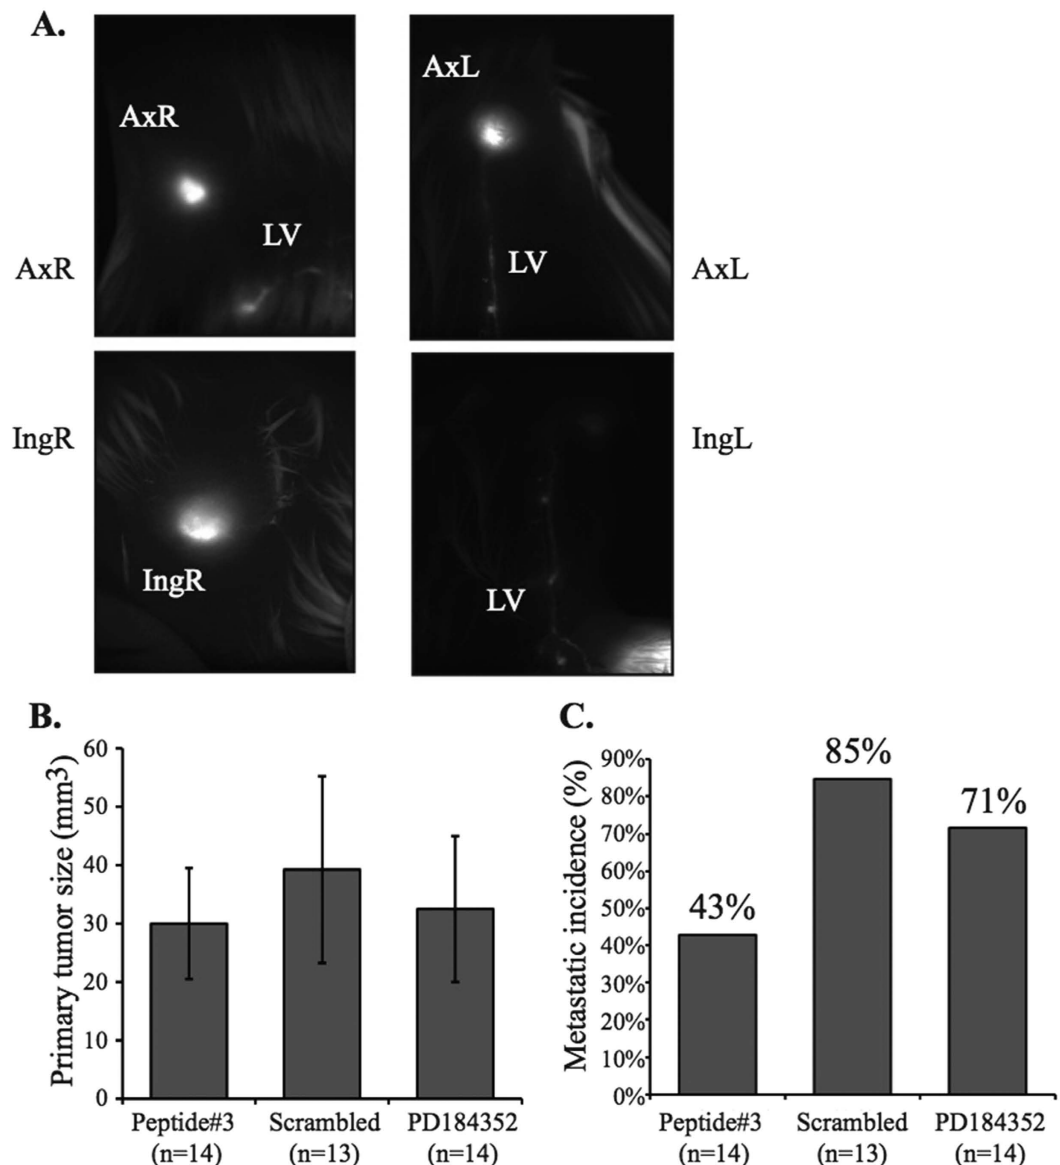 A.
AxR
LV
AxL
LV
AxR
AxL
IngR
IngR
LV
IngL
B.
Primary tumor size (mm3)
60
50
40
30
20
10
0
Peptide#3
(n=14)
Scrambled
(n=13)
PD184352
(n=14)
C.
Metastatic incidence (%)
90%
80%
70%
60%
50%
40%
30%
20%
10%
0%
43%
85%
71%
Peptide#3
(n=14)
Scrambled
(n=13)
PD184352
(n=14)